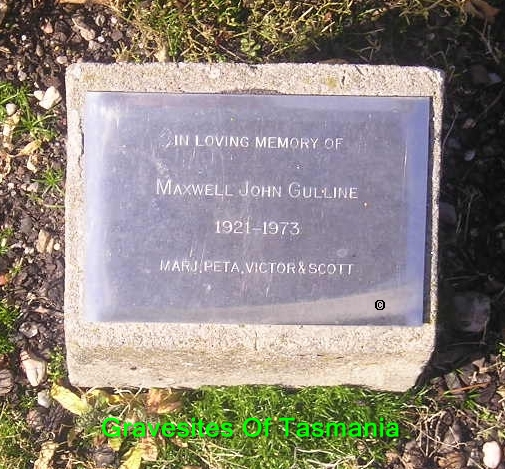 IN LOVING MEMORY OF
MAXWELL JOHN GULLINE
1921–1973
MARJ, PETA, VICTOR & SCOTT
©
Gravesites Of Tasmania